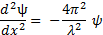 d²ψ/dx² = −4π²/λ² ψ